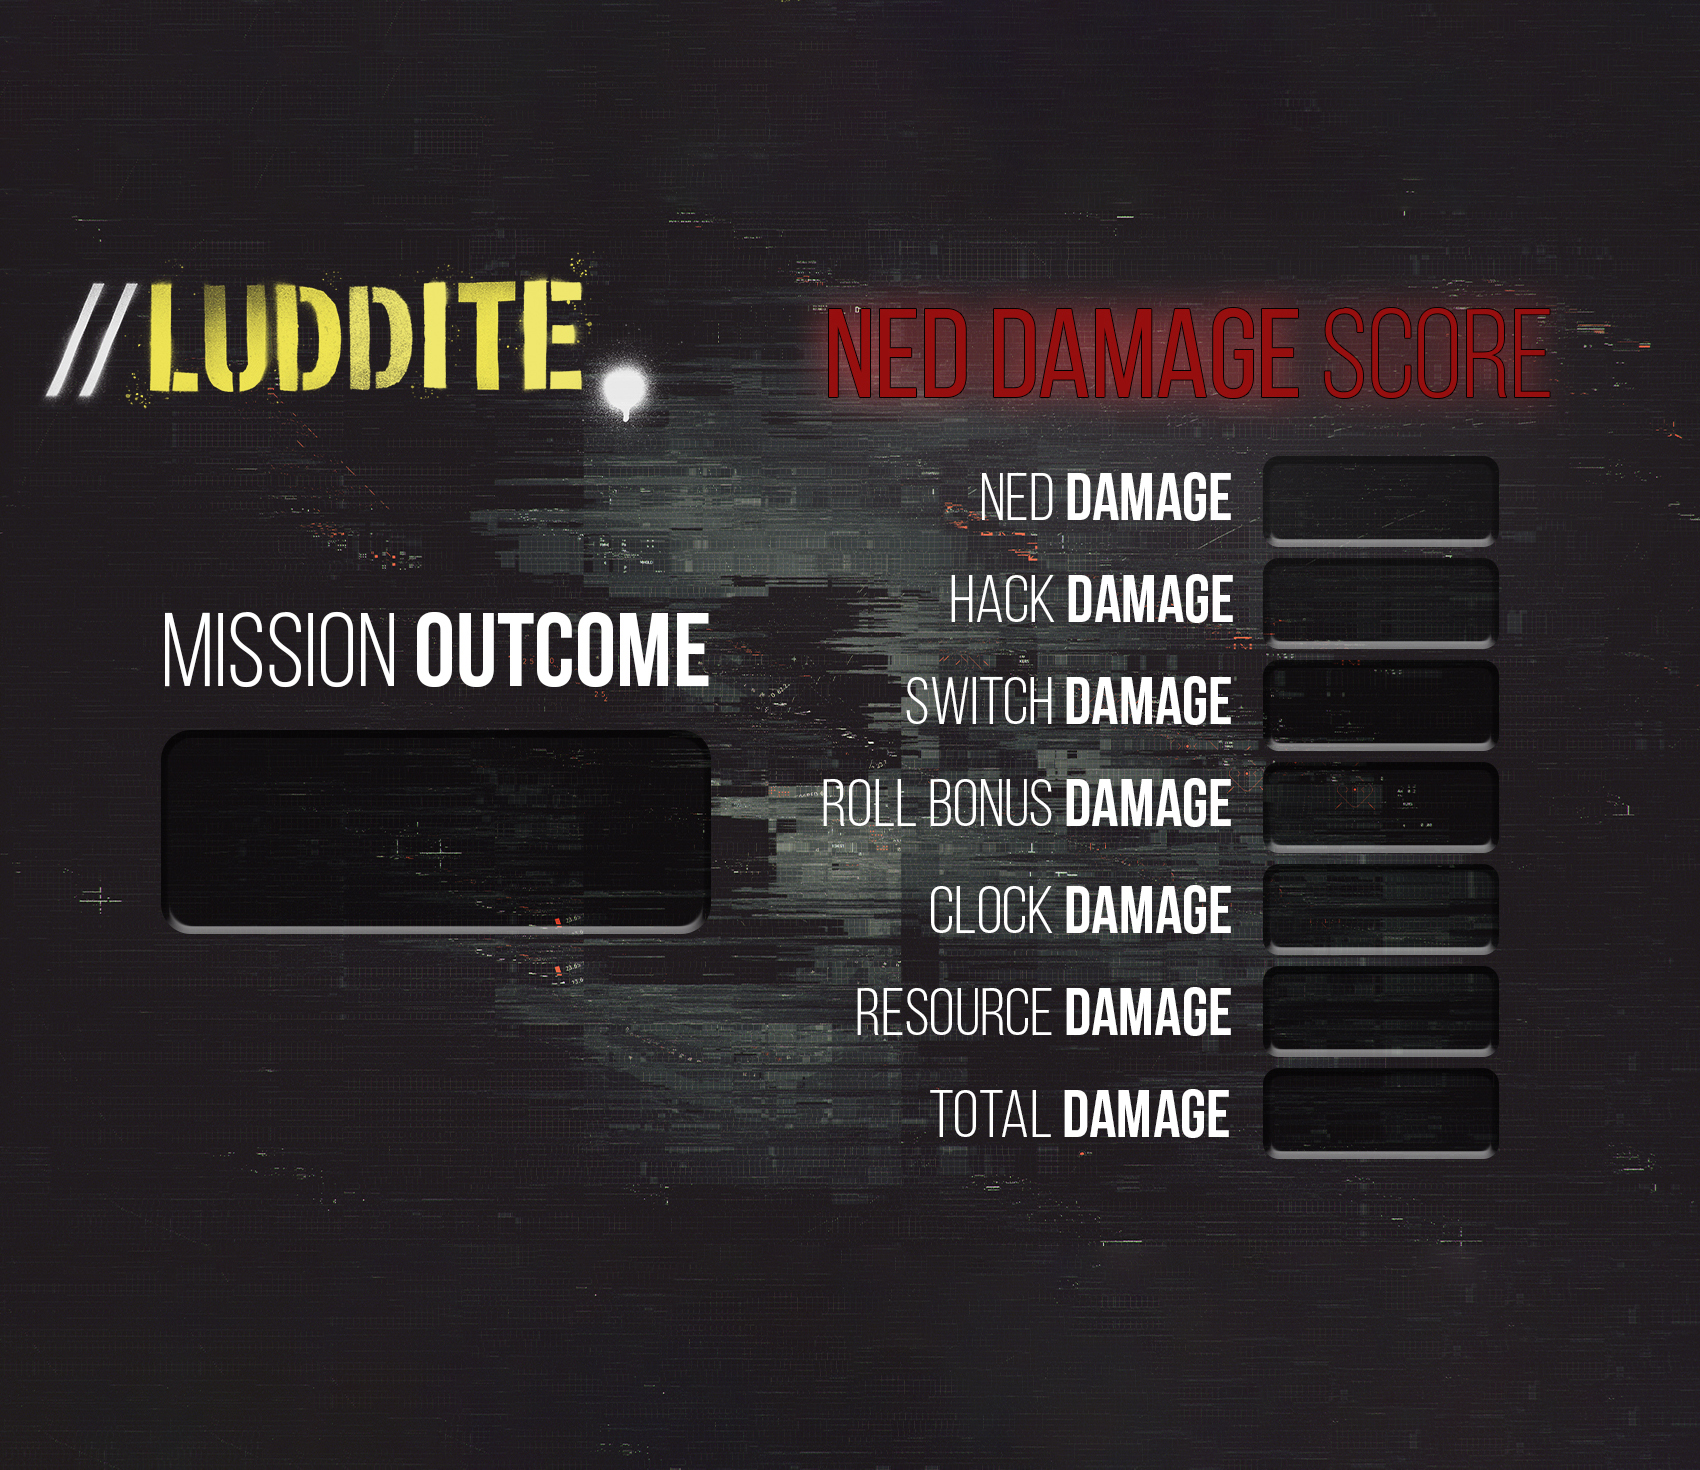 //LUDDITE.
NED DAMAGE SCORE
MISSION OUTCOME
NED DAMAGE
HACK DAMAGE
SWITCH DAMAGE
ROLL BONUS DAMAGE
CLOCK DAMAGE
RESOURCE DAMAGE
TOTAL DAMAGE